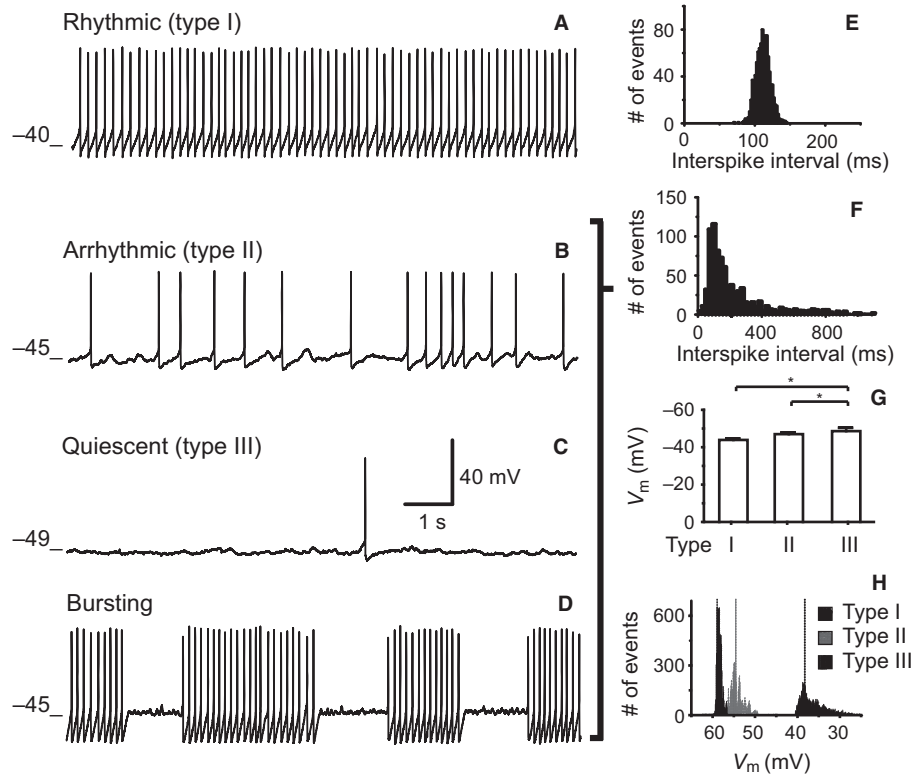 Rhythmic (type I)
A
–40
Arrhythmic (type II)
B
–45
Quiescent (type III)
C
40 mV
1 s
–49
Bursting
D
–45
E
# of events
80
40
0
0
100
200
Interspike interval (ms)
F
# of events
150
100
50
0
0
400
800
Interspike interval (ms)
G
*
*
Vm (mV)
–60
–40
–20
0
Type I II III
H
# of events
600
300
0
Type I
Type II
Type III
60
50
40
30
Vm (mV)